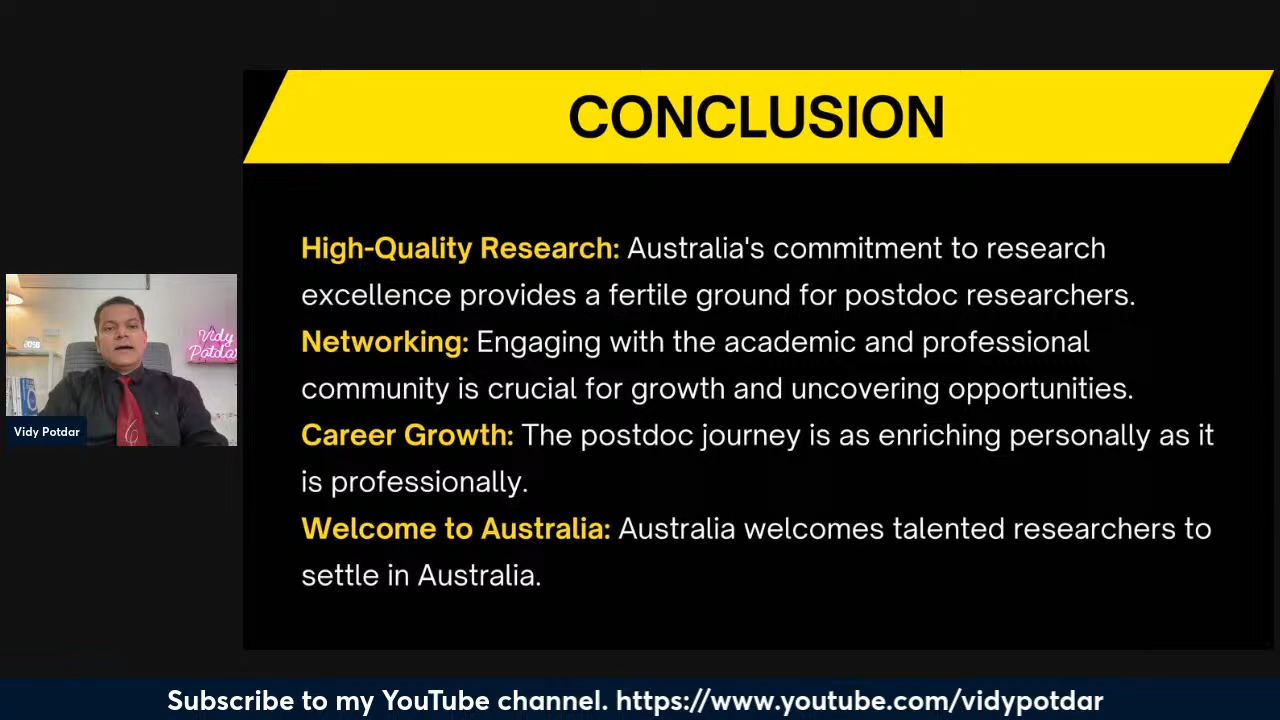 CONCLUSION
High-Quality Research: Australia's commitment to research
excellence provides a fertile ground for postdoc researchers.
Networking: Engaging with the academic and professional
community is crucial for growth and uncovering opportunities.
Career Growth: The postdoc journey is as enriching personally as it
is professionally.
Welcome to Australia: Australia welcomes talented researchers to
settle in Australia.
Vidy
Potdar
Vidy Potdar
Subscribe to my YouTube channel. https://www.youtube.com/vidypotdar